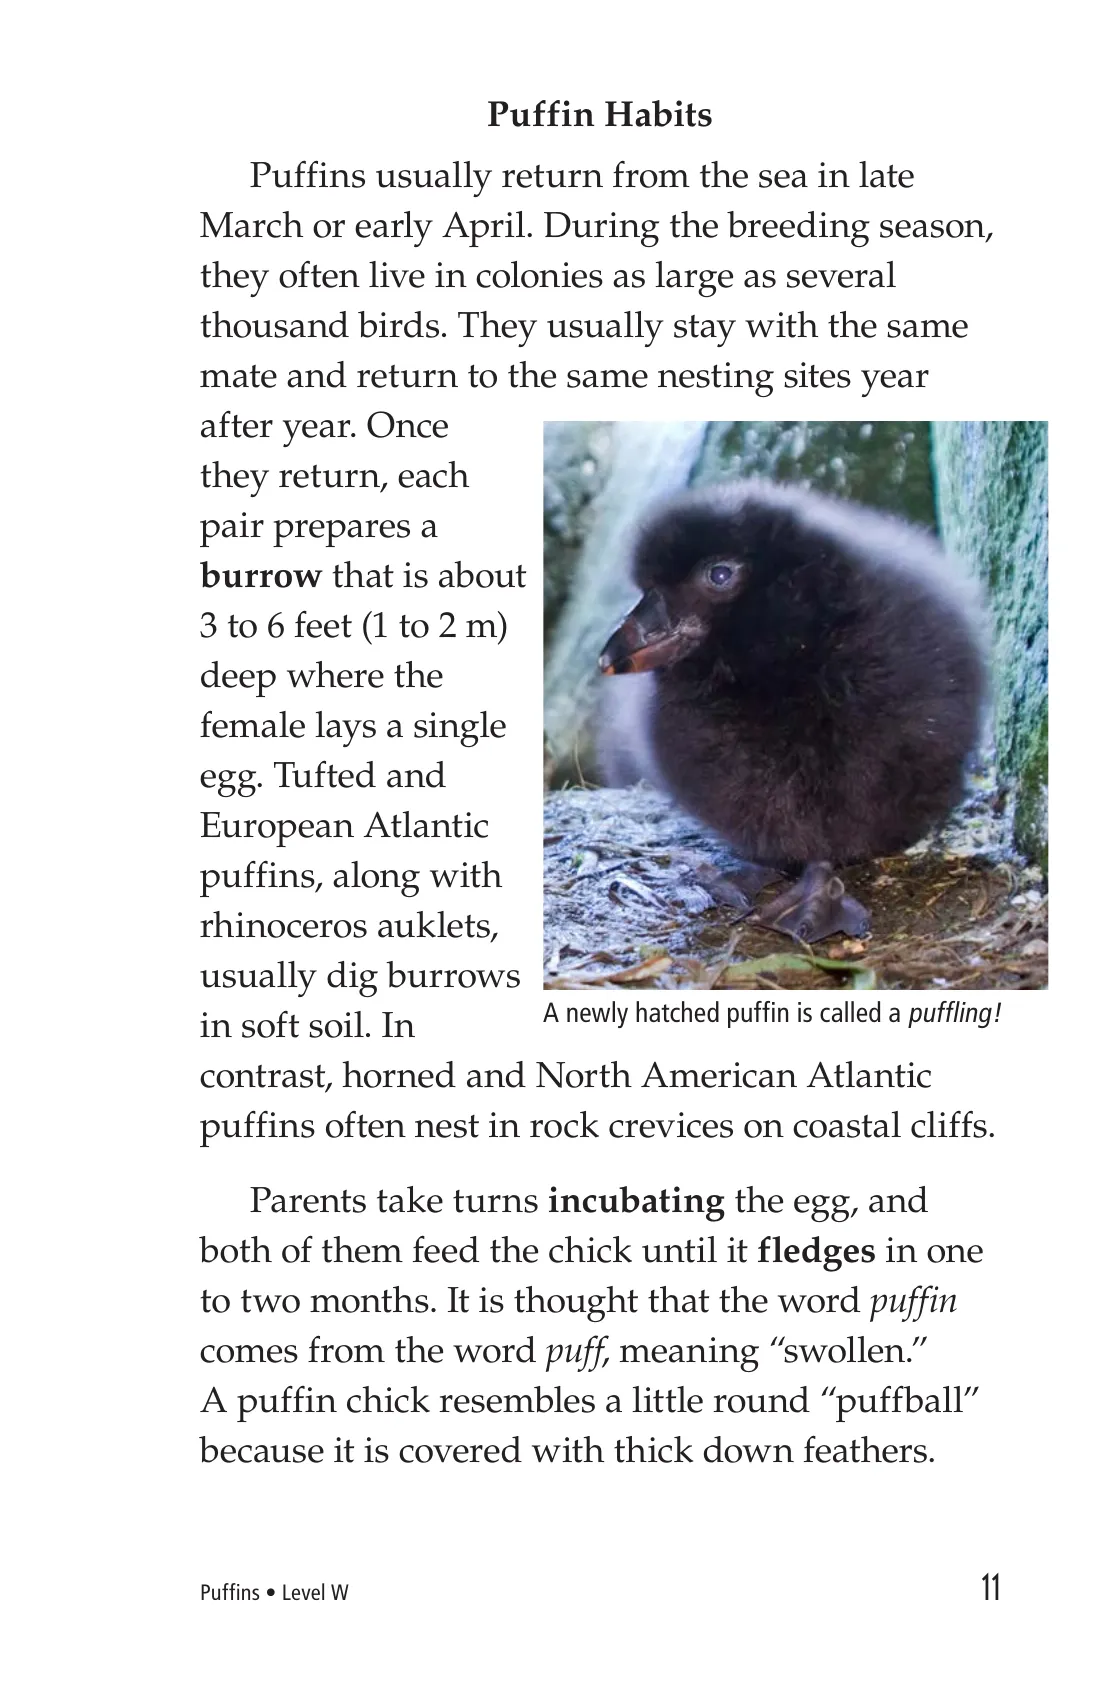 Puffin Habits
Puffins usually return from the sea in late
March or early April. During the breeding season,
they often live in colonies as large as several
thousand birds. They usually stay with the same
mate and return to the same nesting sites year
after year. Once
they return, each
pair prepares a
burrow that is about
3 to 6 feet (1 to 2 m)
deep where the
female lays a single
egg. Tufted and
European Atlantic
puffins, along with
rhinoceros auklets,
usually dig burrows
in soft soil. In
contrast, horned and North American Atlantic
puffins often nest in rock crevices on coastal cliffs.
A newly hatched puffin is called a puffling!
Parents take turns incubating the egg, and
both of them feed the chick until it fledges in one
to two months. It is thought that the word puffin
comes from the word puff, meaning “swollen.”
A puffin chick resembles a little round “puffball”
because it is covered with thick down feathers.
Puffins • Level W
11